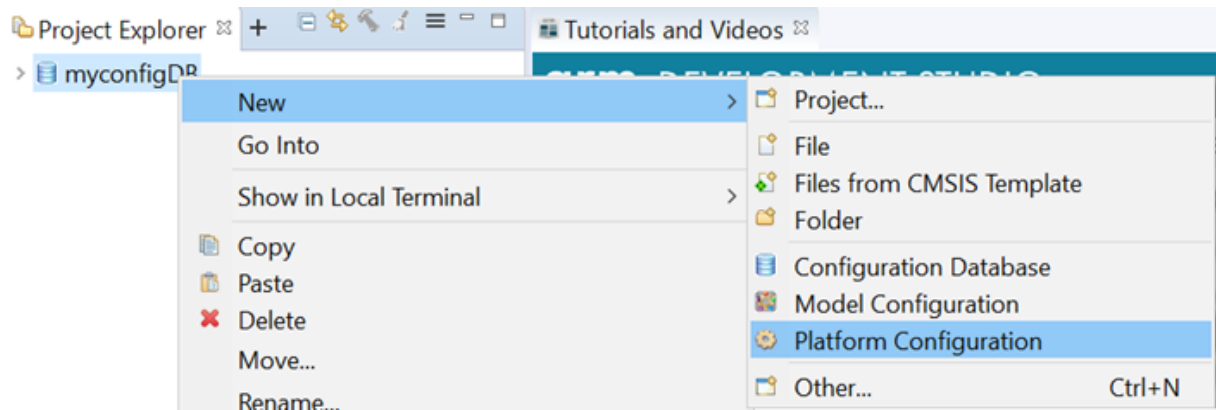 Project Explorer
Tutorials and Videos
myconfigDB
New
Go Into
Show in Local Terminal
Copy
Paste
Delete
Move...
Rename...
Project...
File
Files from CMSIS Template
Folder
Configuration Database
Model Configuration
Platform Configuration
Other... Ctrl+N